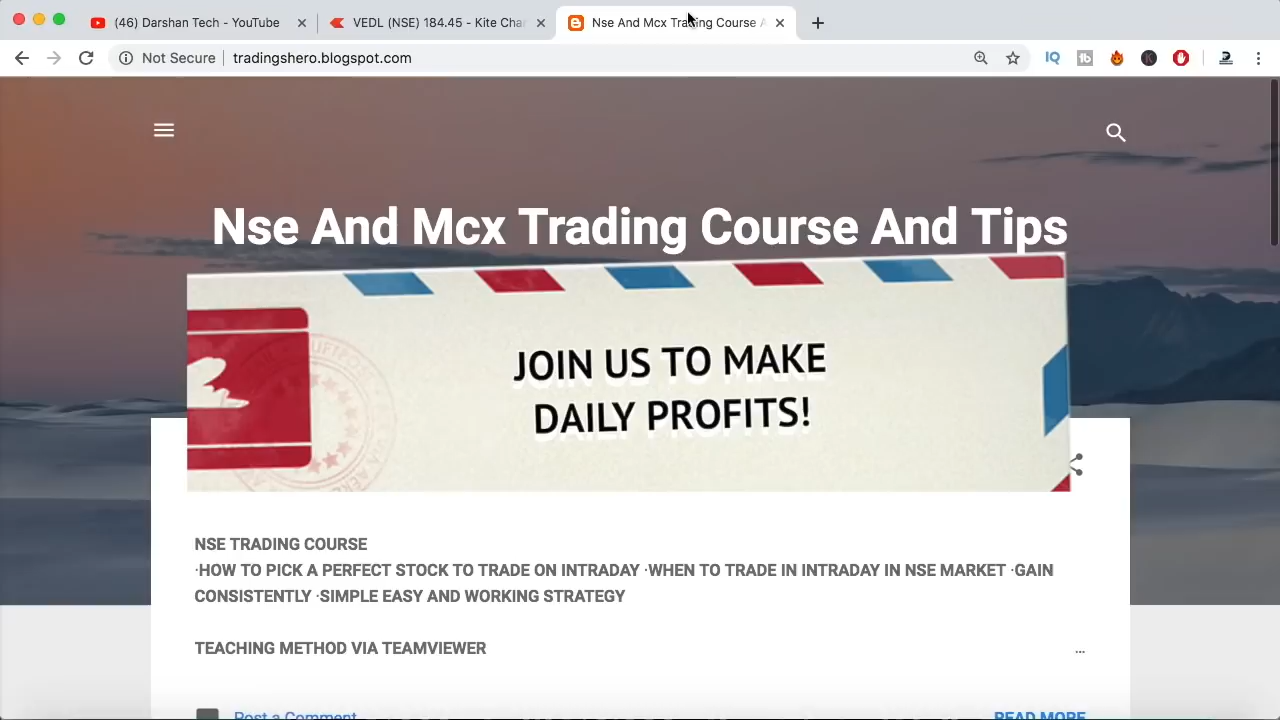 (46) Darshan Tech - YouTube
VEDL (NSE) 184.45 - Kite Char
Nse And Mcx Trading Course A
Not Secure
tradingshero.blogspot.com
IQ
tb
K
Nse And Mcx Trading Course And Tips
JOIN US TO MAKE
DAILY PROFITS!
NSE TRADING COURSE
·HOW TO PICK A PERFECT STOCK TO TRADE ON INTRADAY ·WHEN TO TRADE IN INTRADAY IN NSE MARKET ·GAIN
CONSISTENTLY ·SIMPLE EASY AND WORKING STRATEGY
TEACHING METHOD VIA TEAMVIEWER
...
Post a Comment
READ MORE